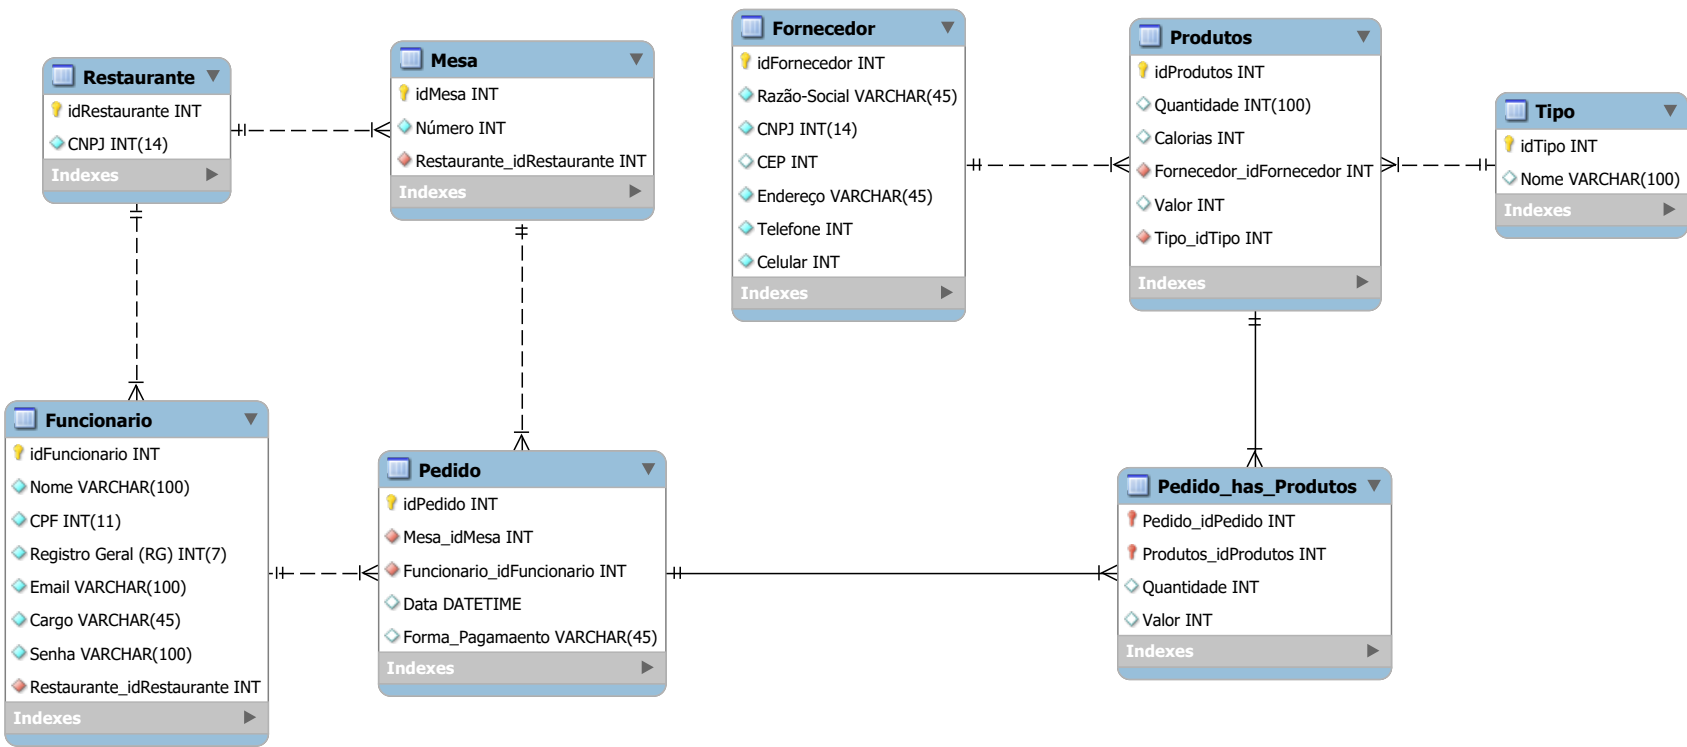 Restaurante
idRestaurante INT
CNPJ INT(14)
Indexes
Mesa
idMesa INT
Número INT
Restaurante_idRestaurante INT
Indexes
Fornecedor
idFornecedor INT
Razão-Social VARCHAR(45)
CNPJ INT(14)
CEP INT
Endereço VARCHAR(45)
Telefone INT
Celular INT
Indexes
Produtos
idProdutos INT
Quantidade INT(100)
Calorias INT
Fornecedor_idFornecedor INT
Valor INT
Tipo_idTipo INT
Indexes
Tipo
idTipo INT
Nome VARCHAR(100)
Indexes
Funcionario
idFuncionario INT
Nome VARCHAR(100)
CPF INT(11)
Registro Geral (RG) INT(7)
Email VARCHAR(100)
Cargo VARCHAR(45)
Senha VARCHAR(100)
Restaurante_idRestaurante INT
Indexes
Pedido
idPedido INT
Mesa_idMesa INT
Funcionario_idFuncionario INT
Data DATETIME
Forma_Pagamaento VARCHAR(45)
Indexes
Pedido_has_Produtos
Pedido_idPedido INT
Produtos_idProdutos INT
Quantidade INT
Valor INT
Indexes